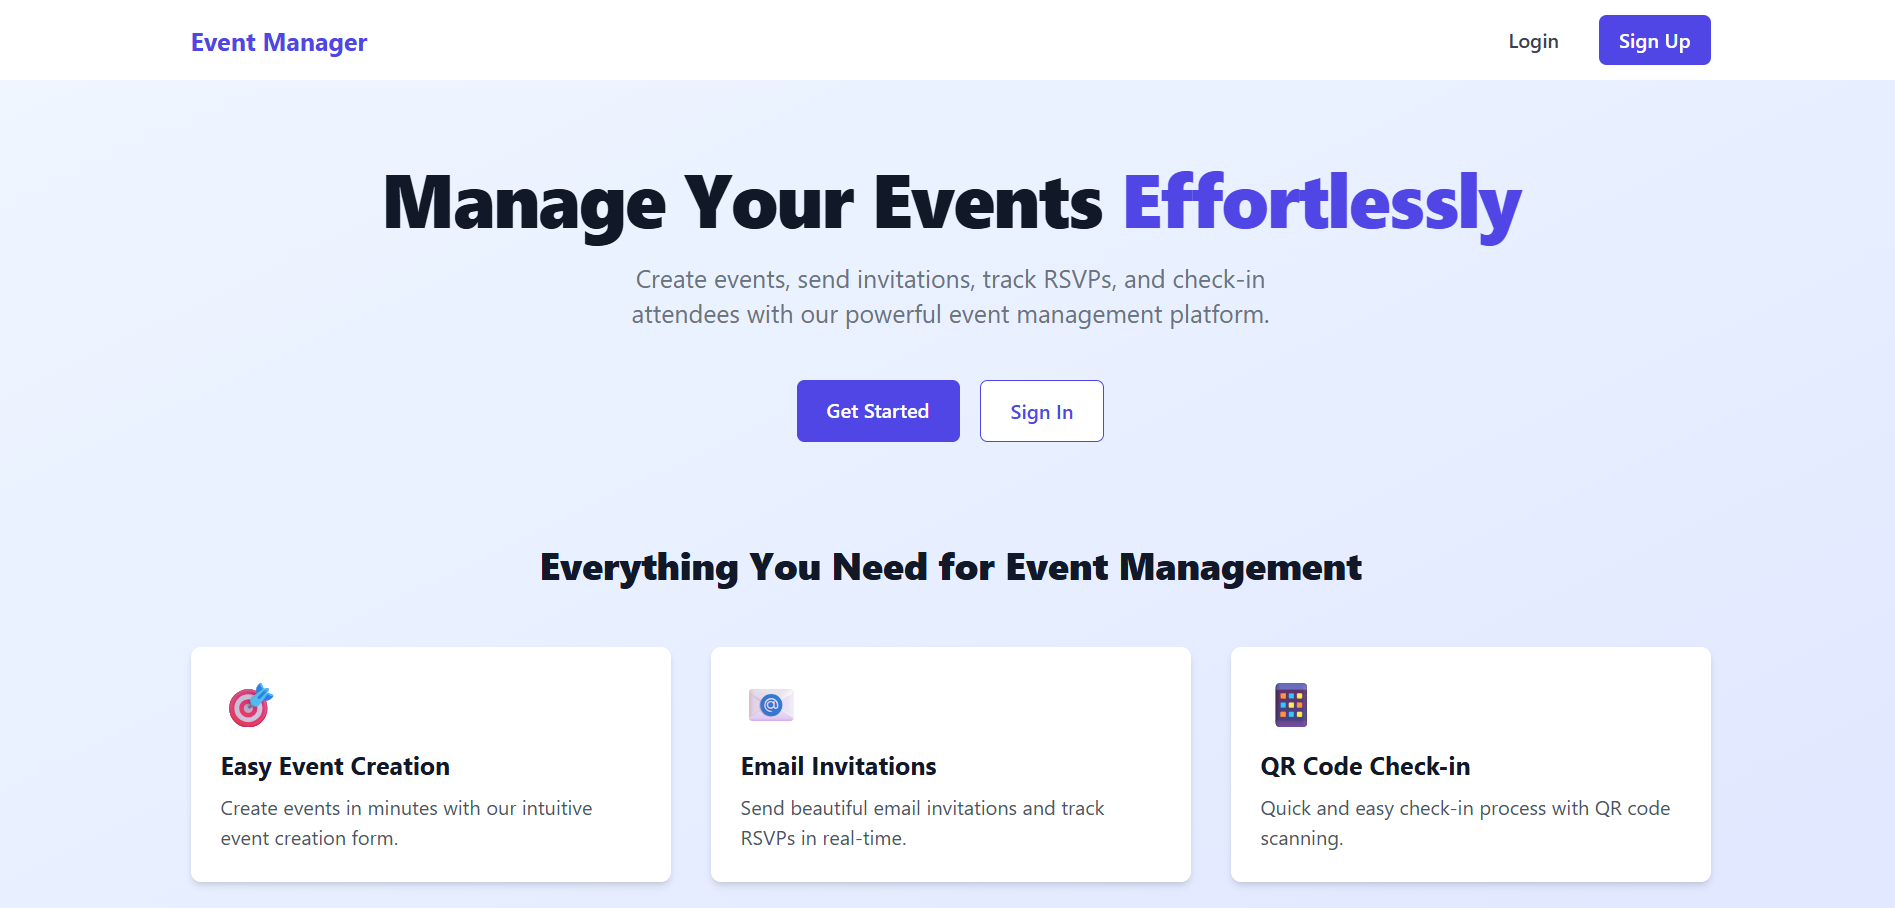 Event Manager
Login
Sign Up
Manage Your Events Effortlessly
Create events, send invitations, track RSVPs, and check-in
attendees with our powerful event management platform.
Get Started
Sign In
Everything You Need for Event Management
Easy Event Creation
Create events in minutes with our intuitive
event creation form.
Email Invitations
Send beautiful email invitations and track
RSVPs in real-time.
QR Code Check-in
Quick and easy check-in process with QR code
scanning.